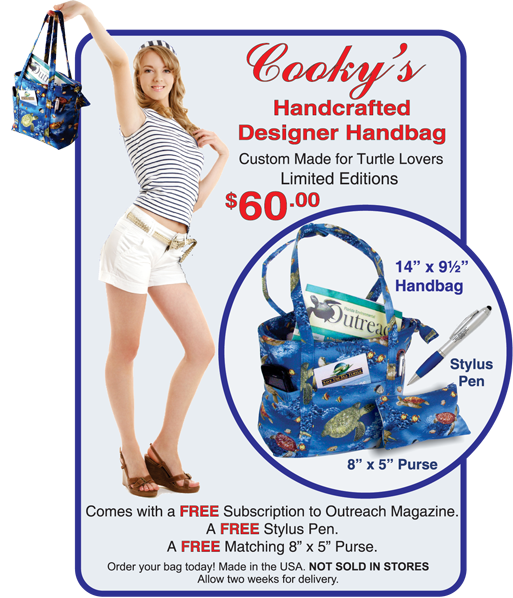 Cooky's
Handcrafted
Designer Handbag
Custom Made for Turtle Lovers
Limited Editions
$60.00
14” x 9½”
Handbag
Outreac
Stylus
Pen
8” x 5” Purse
Comes with a FREE Subscription to Outreach Magazine.
A FREE Stylus Pen.
A FREE Matching 8” x 5” Purse.
Order your bag today! Made in the USA. NOT SOLD IN STORES
Allow two weeks for delivery.